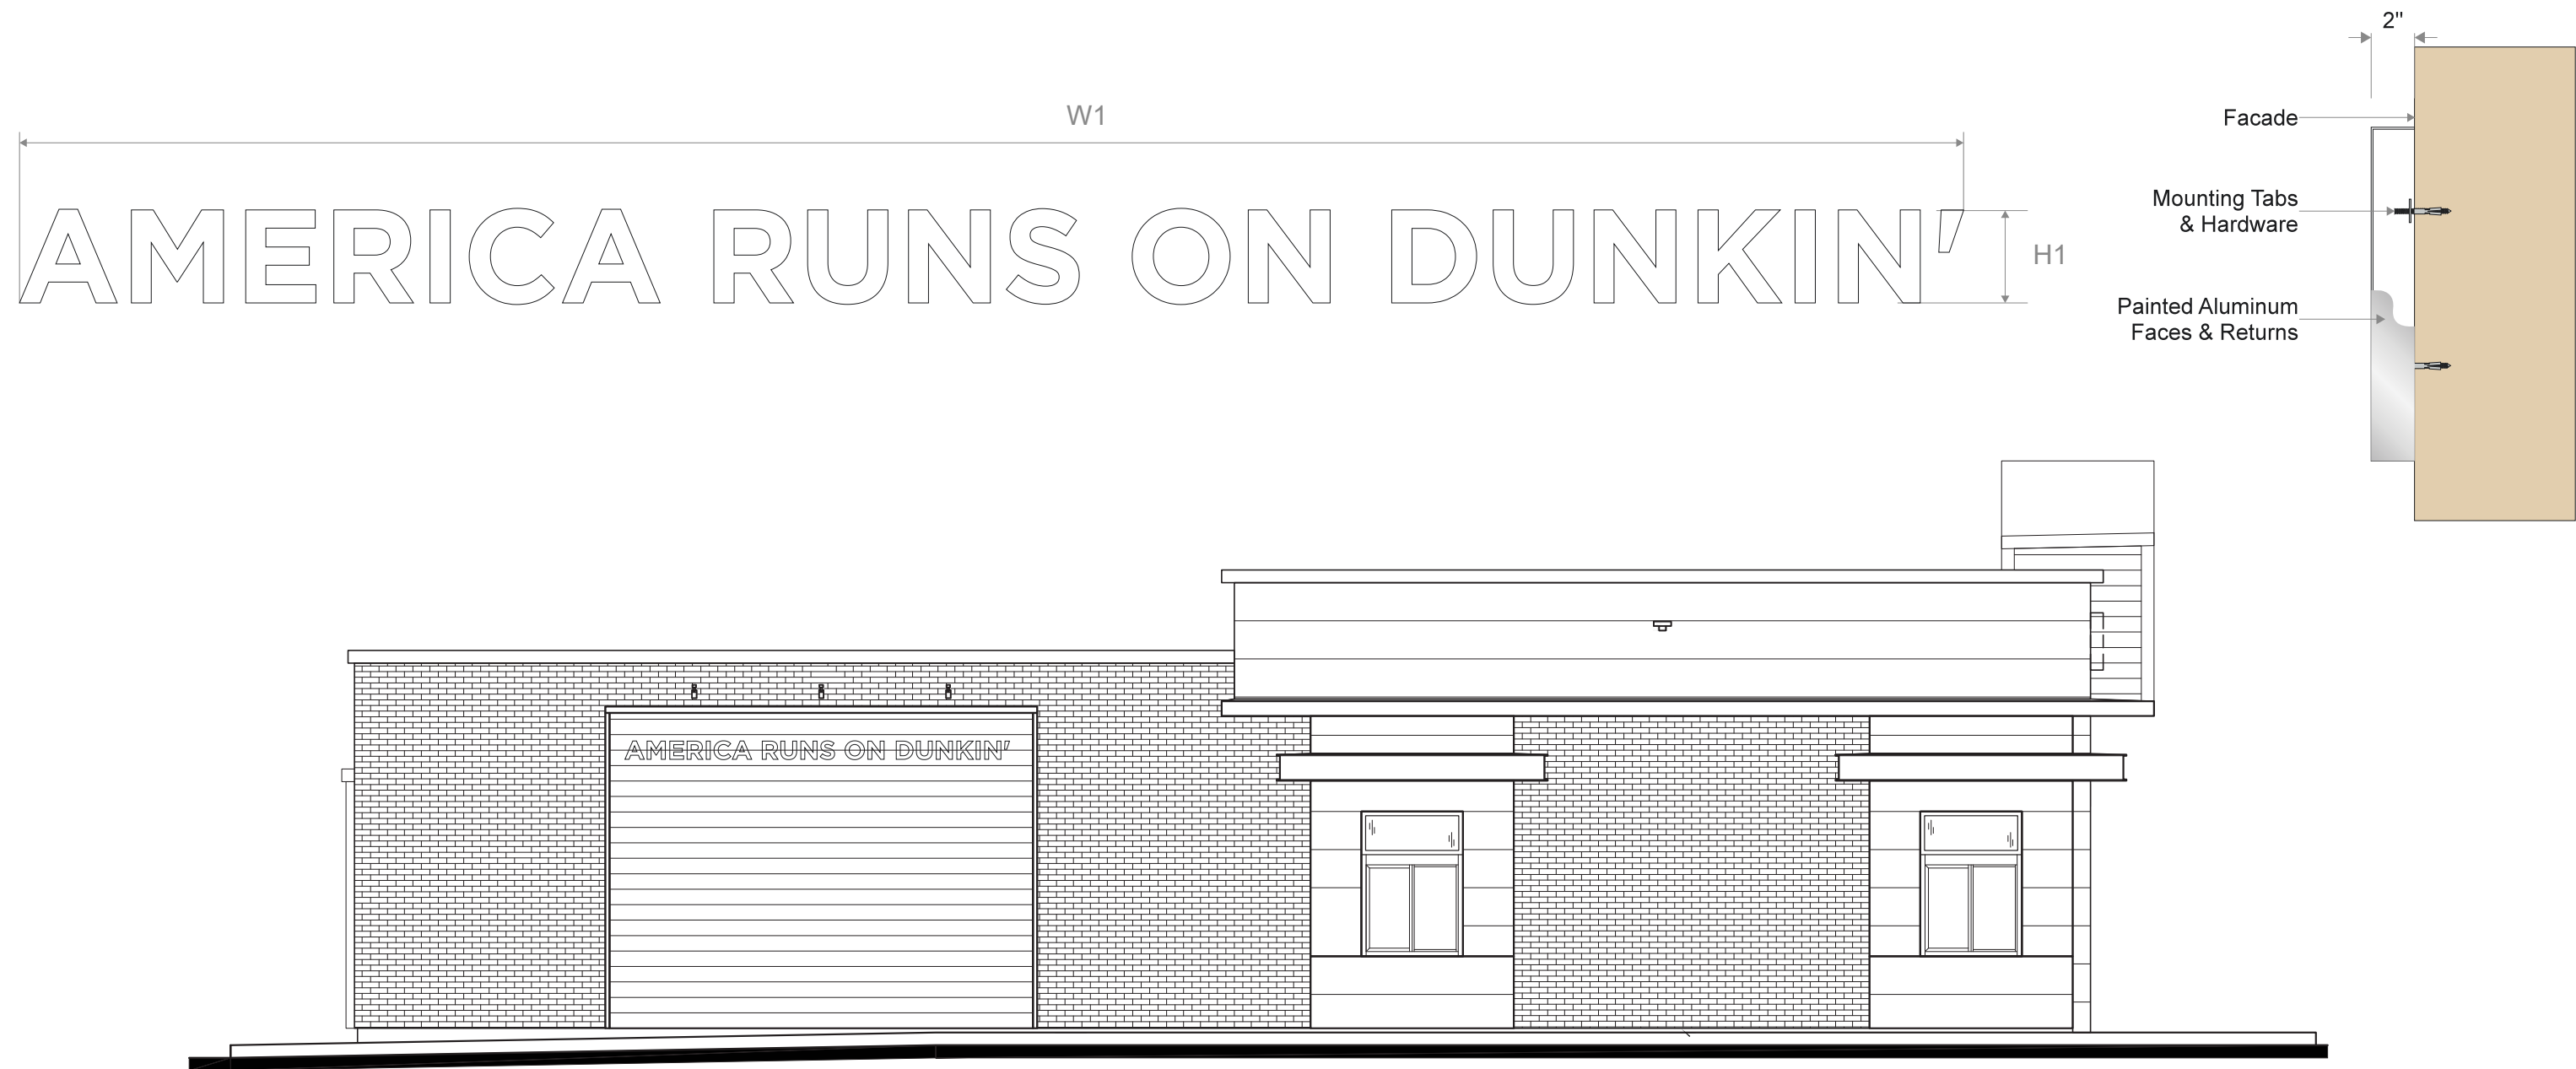 2"
W1
Facade
Mounting Tabs
& Hardware
AMERICA RUNS ON DUNKIN'
H1
Painted Aluminum
Faces & Returns
AMERICA RUNS ON DUNKIN'